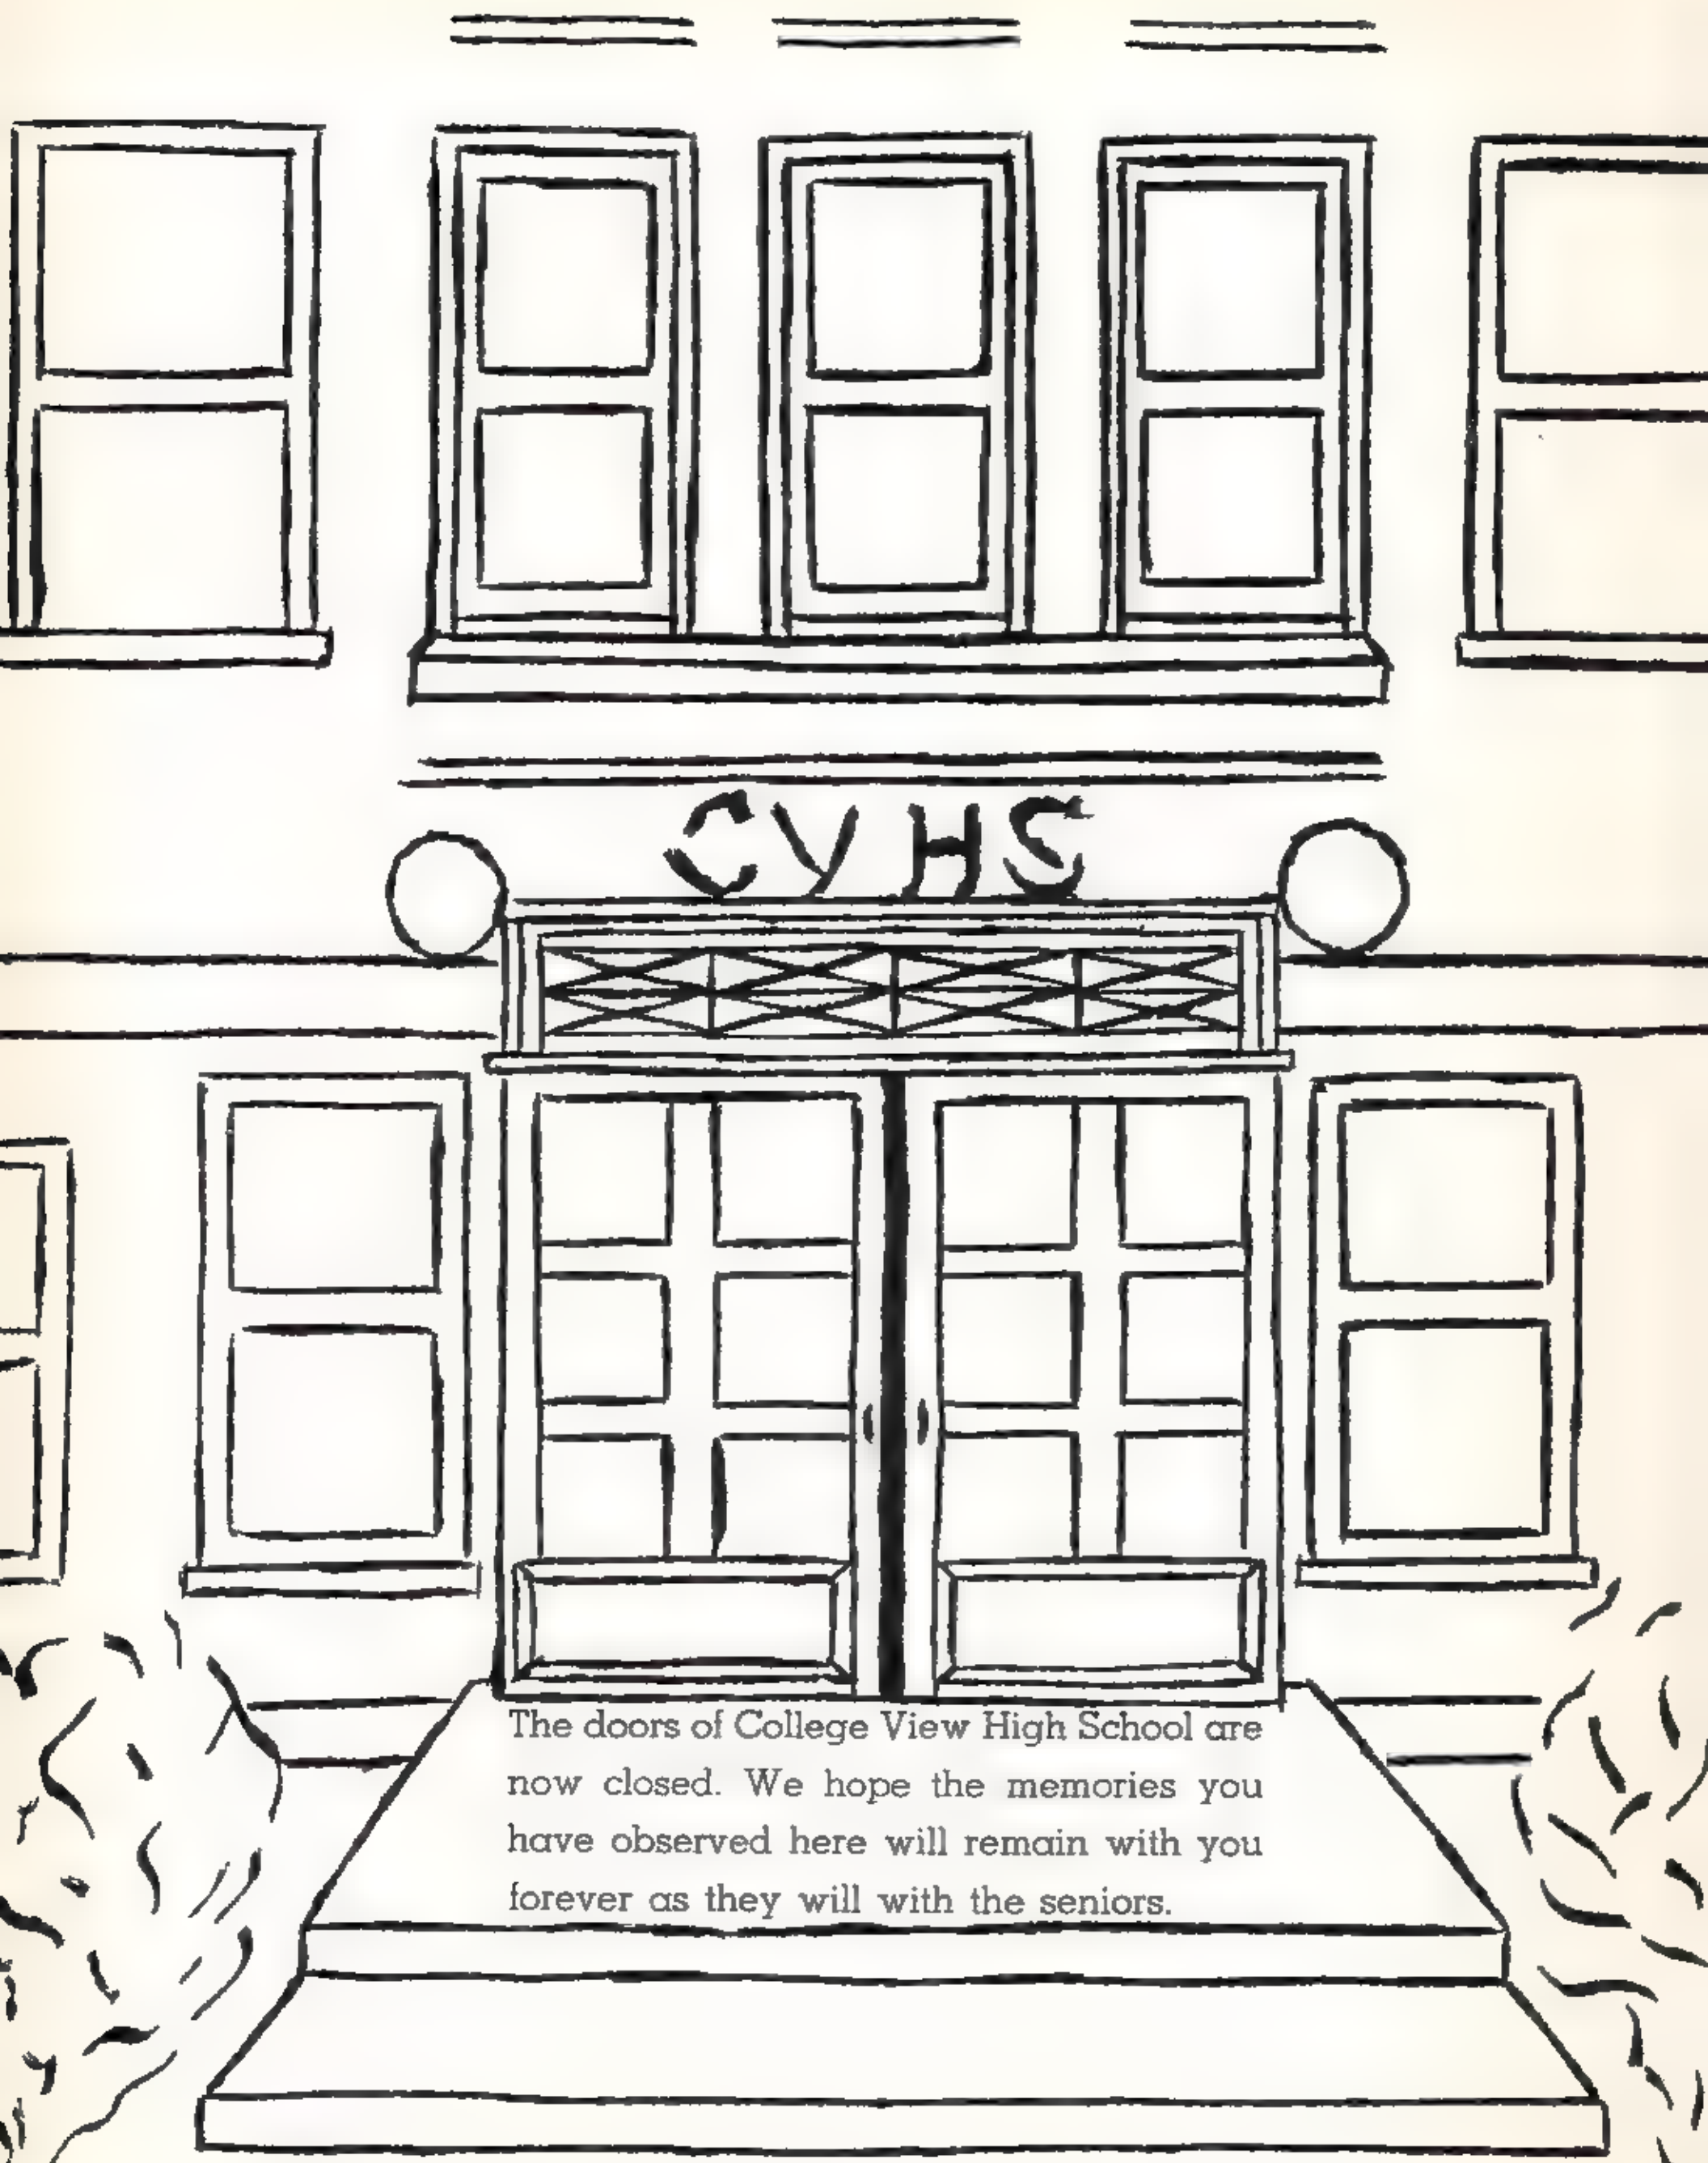 CVHS
The doors of College View High School are
now closed. We hope the memories you
have observed here will remain with you
forever as they will with the seniors.